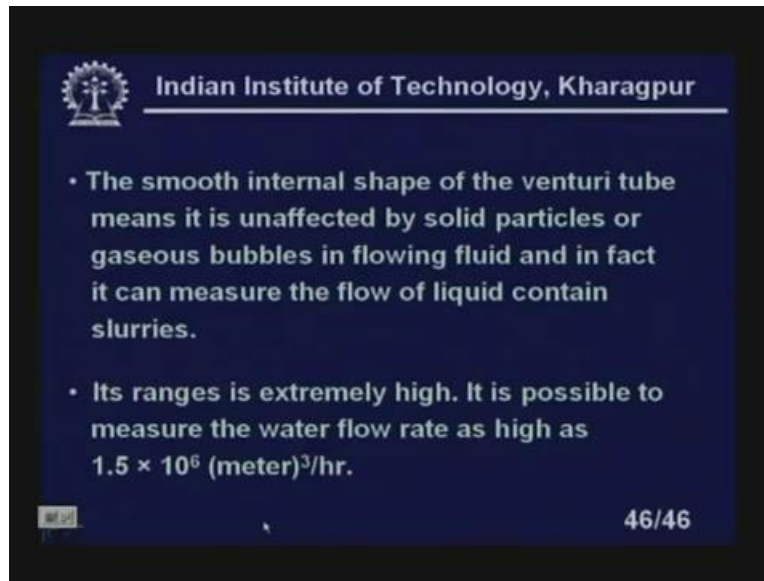 Indian Institute of Technology, Kharagpur
• The smooth internal shape of the venturi tube
means it is unaffected by solid particles or
gaseous bubbles in flowing fluid and in fact
it can measure the flow of liquid contain
slurries.
• Its ranges is extremely high. It is possible to
measure the water flow rate as high as
1.5 × 10⁶ (meter)³/hr.
46/46